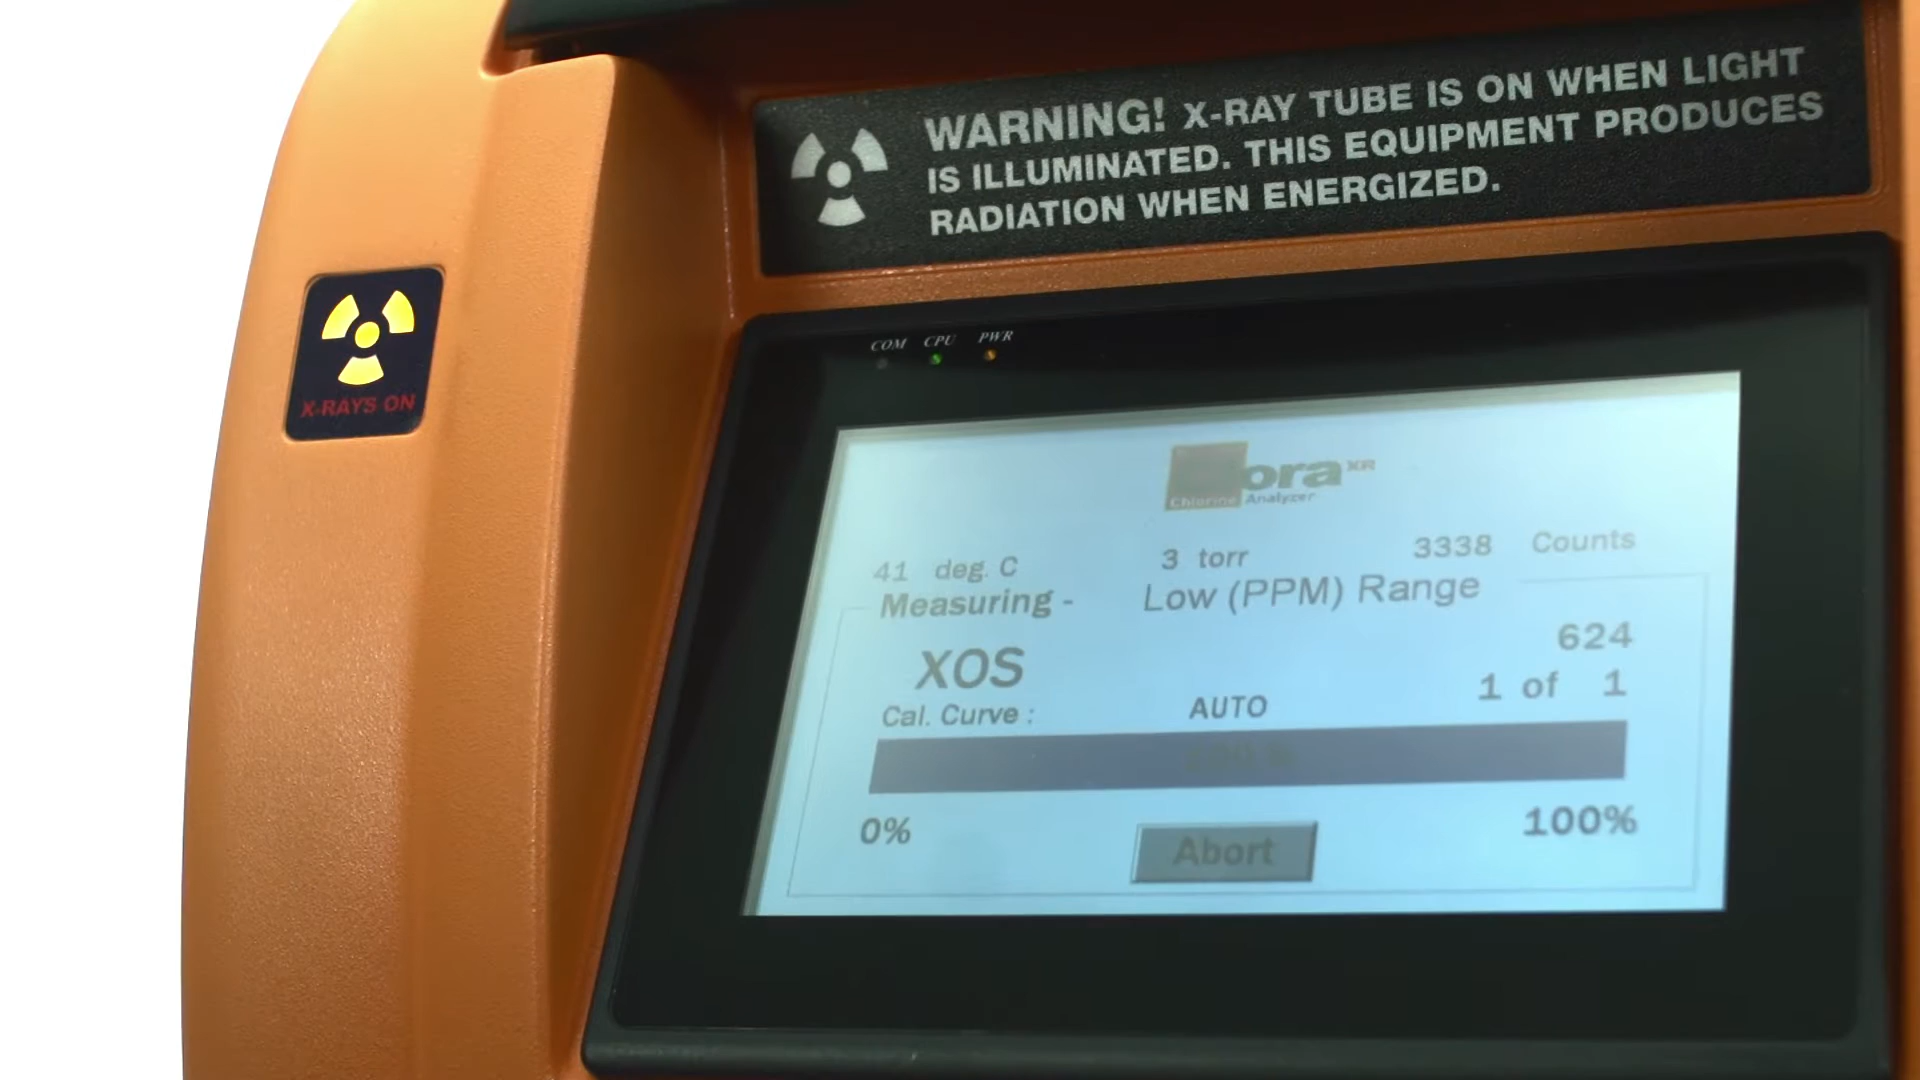 WARNING! X-RAY TUBE IS ON WHEN LIGHT
IS ILLUMINATED. THIS EQUIPMENT PRODUCES
RADIATION WHEN ENERGIZED.
X-RAYS ON
COM CPU PWR
ora XR
Chlorine Analyzer
41 deg. C 3 torr 3338 Counts
Measuring - Low (PPM) Range
624
XOS
1 of 1
Cal. Curve : AUTO
0% 100%
Abort